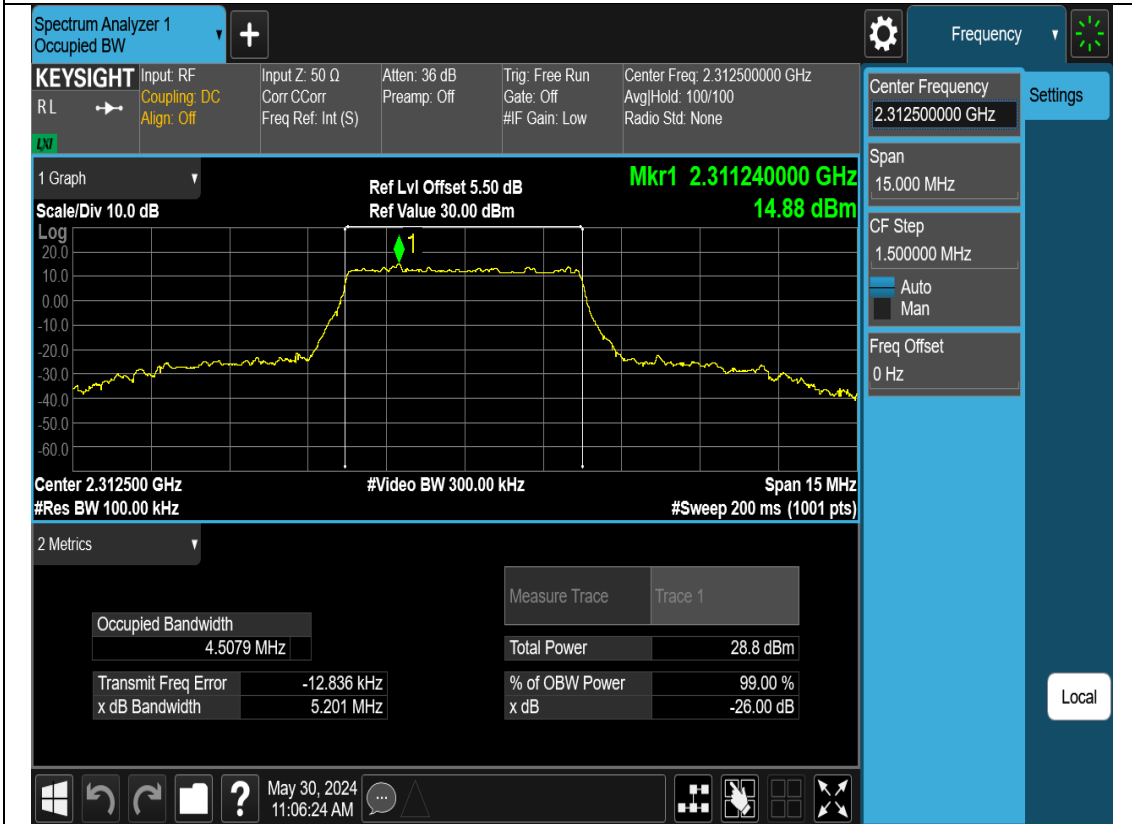 Spectrum Analyzer 1
Occupied BW
▼
+
Frequency
▼
KEYSIGHT
RL
LXI
Input: RF
Coupling: DC
Align: Off
Input Z: 50 Ω
Corr CCorr
Freq Ref: Int (S)
Atten: 36 dB
Preamp: Off
Trig: Free Run
Gate: Off
#IF Gain: Low
Center Freq: 2.312500000 GHz
Avg|Hold: 100/100
Radio Std: None
Center Frequency
2.312500000 GHz
Settings
Span
15.000 MHz
CF Step
1.500000 MHz
Auto
Man
Freq Offset
0 Hz
Local
1 Graph ▼
Scale/Div 10.0 dB
Ref Lvl Offset 5.50 dB
Ref Value 30.00 dBm
Mkr1 2.311240000 GHz
14.88 dBm
Log
1
20.0
10.0
0.00
-10.0
-20.0
-30.0
-40.0
-50.0
-60.0
Center 2.312500 GHz
#Video BW 300.00 kHz
Span 15 MHz
#Res BW 100.00 kHz
#Sweep 200 ms (1001 pts)
2 Metrics ▼
Measure Trace Trace 1
Occupied Bandwidth
4.5079 MHz
Total Power 28.8 dBm
Transmit Freq Error -12.836 kHz
% of OBW Power 99.00 %
x dB Bandwidth 5.201 MHz
x dB -26.00 dB
?
May 30, 2024
11:06:24 AM